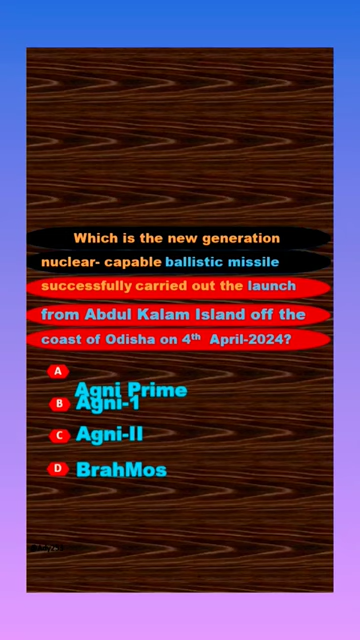 Which is the new generation
nuclear- capable ballistic missile
successfully carried out the launch
from Abdul Kalam Island off the
coast of Odisha on 4th April-2024?
A
Agni Prime
B Agni-1
C Agni-II
D BrahMos